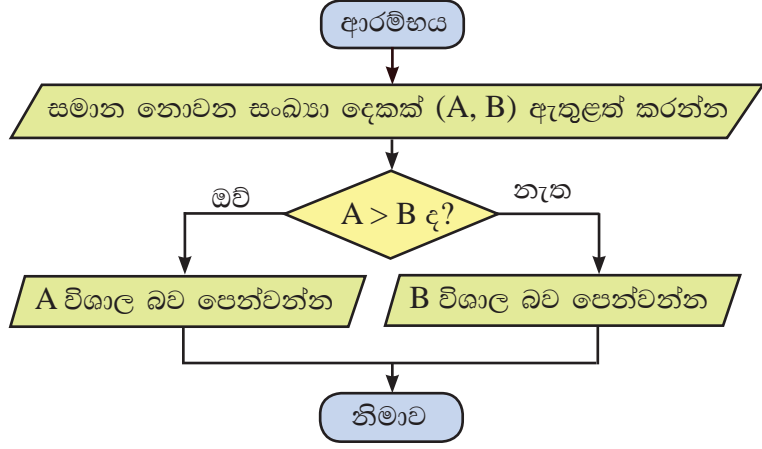 ආරම්භය
සමාන නොවන සංඛ්‍යා දෙකක් (A, B) ඇතුළත් කරන්න
ඔව්
A > B ද?
නැත
A විශාල බව පෙන්වන්න
B විශාල බව පෙන්වන්න
නිමාව